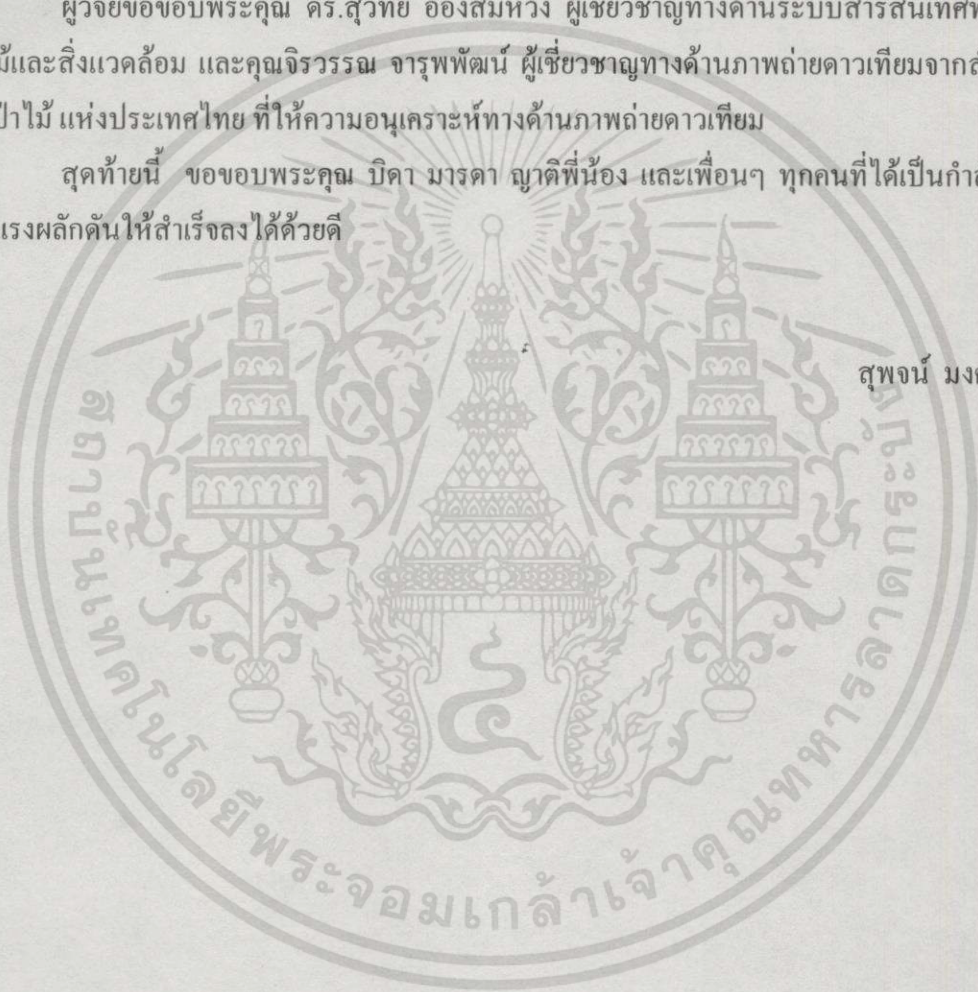 ผู้วิจัยขอขอบพระคุณ ดร.สุวิทย์ อ๋องสมหวัง ผู้เชี่ยวชาญทางด้านระบบสารสนเทศ
และสิ่งแวดล้อม และคุณจิรวรรณ จารุพพัฒน์ ผู้เชี่ยวชาญทางด้านภาพถ่ายดาวเทียมจาก
ป่าไม้ แห่งประเทศไทย ที่ให้ความอนุเคราะห์ทางด้านภาพถ่ายดาวเทียม
สุดท้ายนี้ ขอขอบพระคุณ บิดา มารดา ญาติพี่น้อง และเพื่อนๆ ทุกคนที่ได้เป็น
แรงผลักดันให้สำเร็จลงได้ด้วยดี
สุพจน์
สถาบันเทคโนโลยีพระจอมเกล้าเจ้าคุณทหารลาดกระบัง
๔